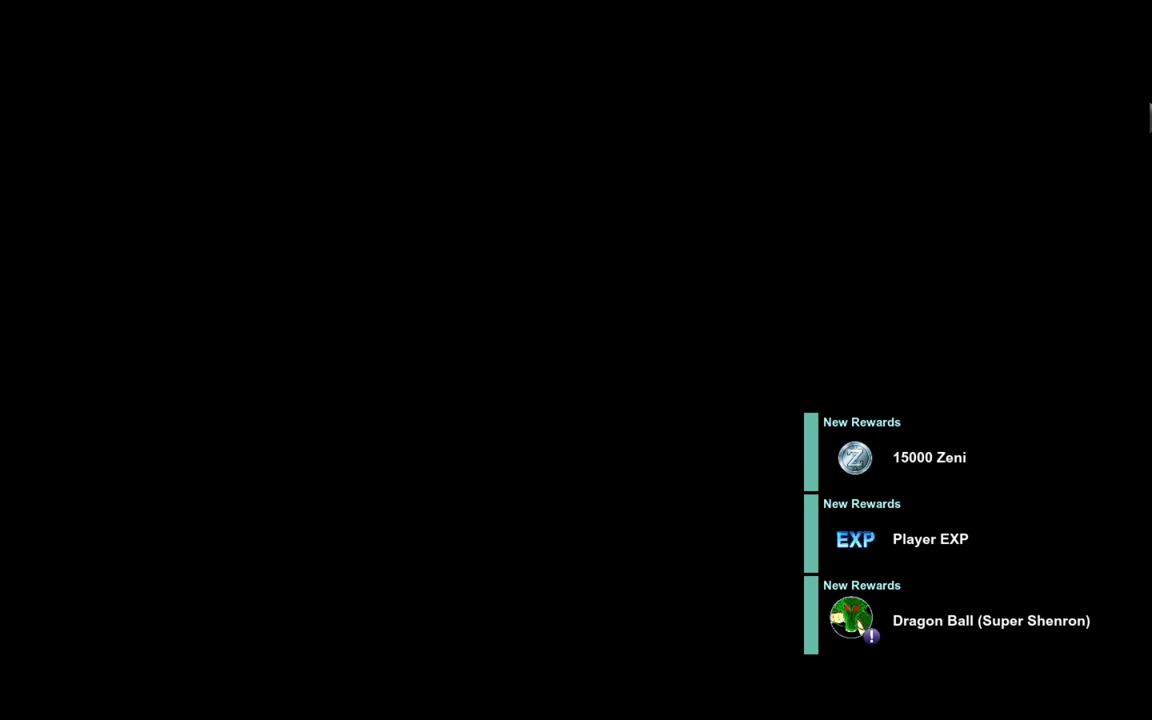 New Rewards
15000 Zeni
New Rewards
EXP Player EXP
New Rewards
Dragon Ball (Super Shenron)